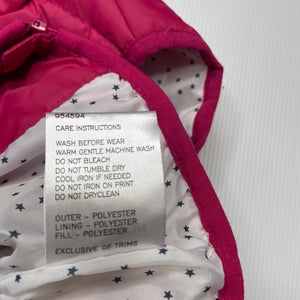 954594
CARE INSTRUCTIONS
WASH BEFORE WEAR
WARM GENTLE MACHINE WASH
DO NOT BLEACH
DO NOT TUMBLE DRY
COOL IRON IF NEEDED
DO NOT IRON ON PRINT
DO NOT DRYCLEAN
OUTER - POLYESTER
LINING - POLYESTER
FILL - POLYESTER
EXCLUSIVE OF TRIMS